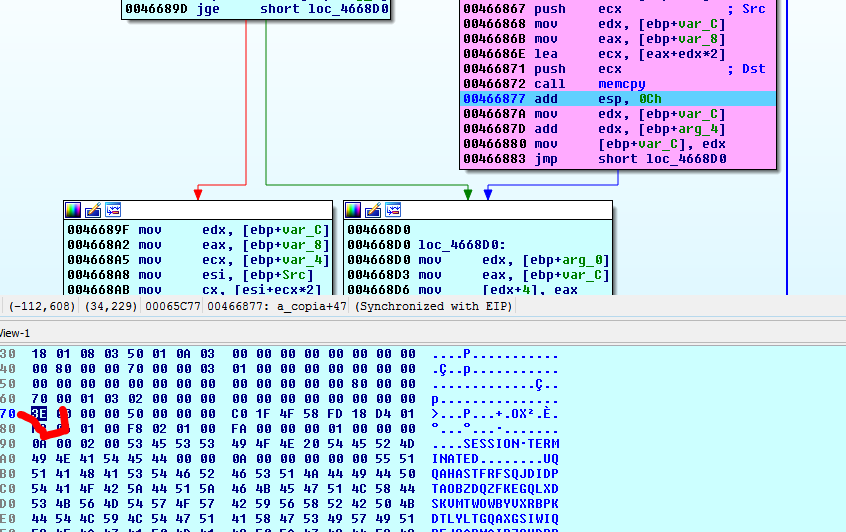 0046689D jge     short loc_4668D0
00466867 push    ecx             ; Src
00466868 mov     edx, [ebp+var_C]
0046686B mov     eax, [ebp+var_8]
0046686E lea     ecx, [eax+edx*2]
00466871 push    ecx             ; Dst
00466872 call    memcpy
00466877 add     esp, 0Ch
0046687A mov     edx, [ebp+var_C]
0046687D add     edx, [ebp+arg_4]
00466880 mov     [ebp+var_C], edx
00466883 jmp     short loc_4668D0
0046689F mov     edx, [ebp+var_C]
004668A2 mov     eax, [ebp+var_8]
004668A5 mov     ecx, [ebp+var_4]
004668A8 mov     esi, [ebp+Src]
004668AB mov     cx, [esi+ecx*2]
004668D0
004668D0 loc_4668D0:
004668D0 mov     edx, [ebp+arg_0]
004668D3 mov     eax, [ebp+var_C]
004668D6 mov     [edx+4], eax
(-112,608) (34,229) 00065C77 00466877: a_copia+47 (Synchronized with EIP)
View-1
30 18 01 08 03 50 01 0A 03 00 00 00 00 00 00 00 00 ....P...........
40 00 80 00 00 70 00 00 03 01 00 00 00 00 00 00 00 .Ç..p...........
50 00 00 00 00 00 00 00 00 00 00 00 00 00 80 00 00 .............Ç..
60 70 00 01 03 02 00 00 00 00 00 00 00 00 00 00 00 p...............
70 3E 00 00 00 50 00 00 00 C0 1F 4F 58 FD 18 D4 01 >...P...+.OX².È.
80 01 00 F8 02 01 00 FA 00 00 00 01 00 00 00
90 0A 00 02 00 53 45 53 53 49 4F 4E 20 54 45 52 4D ....SESSION·TERM
49 4E 41 54 45 44 00 00 0A 00 00 00 00 00 55 51 INATED........UQ
B0 51 41 48 41 53 54 46 52 46 53 51 4A 44 49 44 50 QAHASTFRFSQJDIDP
C0 54 41 4F 42 5A 44 51 5A 46 4B 45 47 51 4C 58 44 TAOBZDQZFKEGQLXD
D0 53 4B 56 4D 54 57 4F 57 42 59 56 58 52 42 50 4B SKVMTWOWBYVXRBPK
E0 44 54 4C 59 4C 54 47 51 41 58 47 53 49 57 49 51 DTLYLTGQAXGSIWIQ